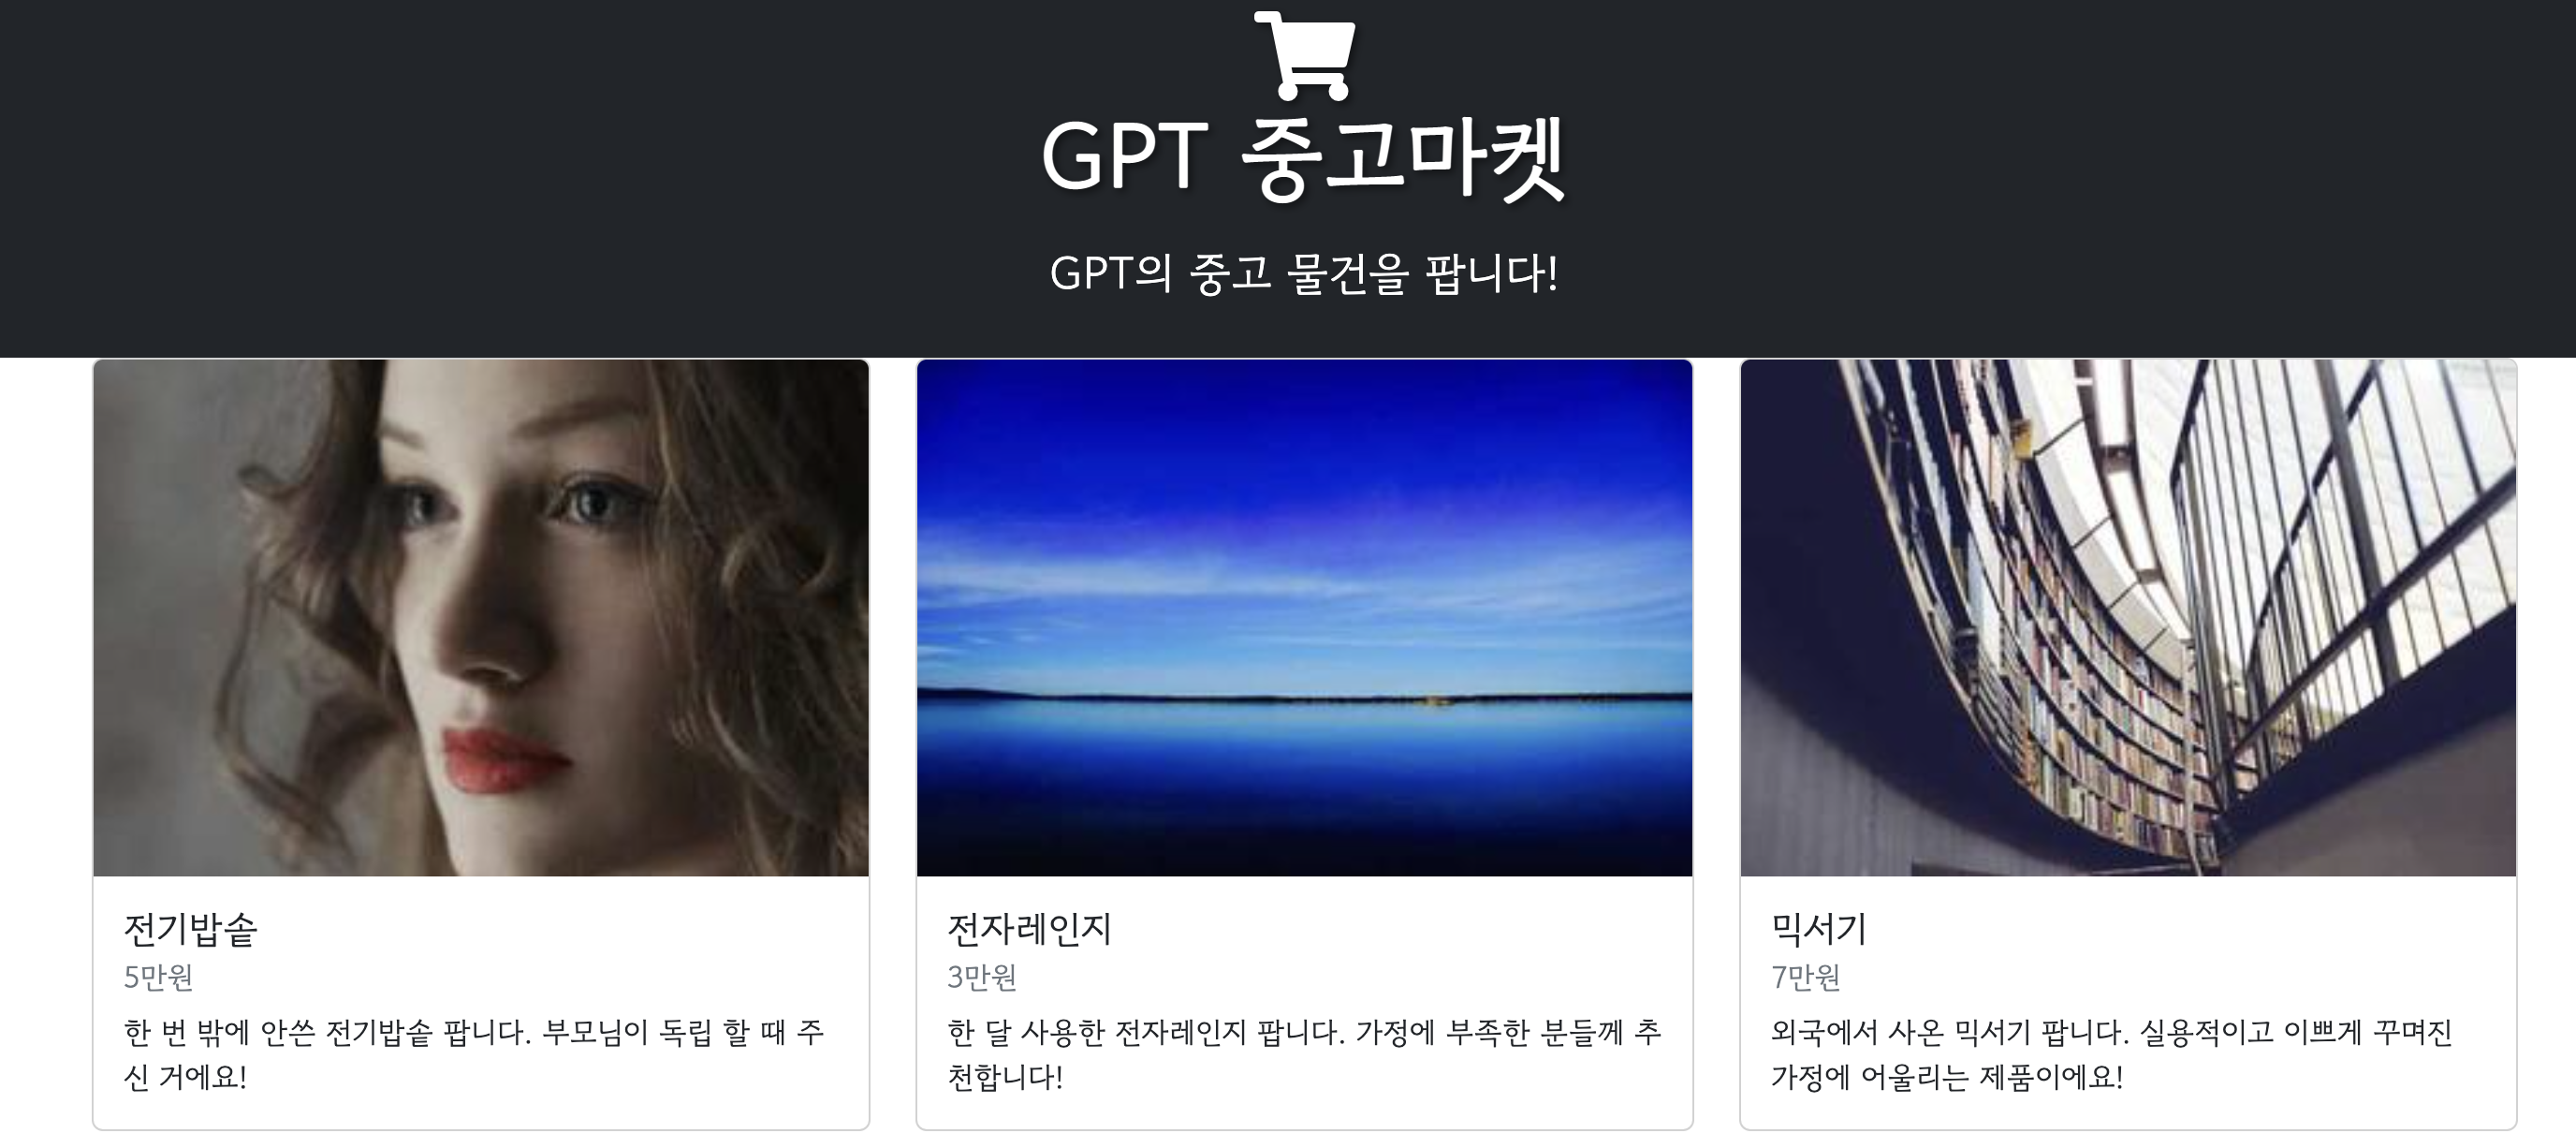 GPT 중고마켓
GPT의 중고 물건을 팝니다!
전기밥솥
5만원
한 번 밖에 안쓴 전기밥솥 팝니다. 부모님이 독립 할 때 주
신 거에요!
전자레인지
3만원
한 달 사용한 전자레인지 팝니다. 가정에 부족한 분들께 추
천합니다!
믹서기
7만원
외국에서 사온 믹서기 팝니다. 실용적이고 이쁘게 꾸며진
가정에 어울리는 제품이에요!